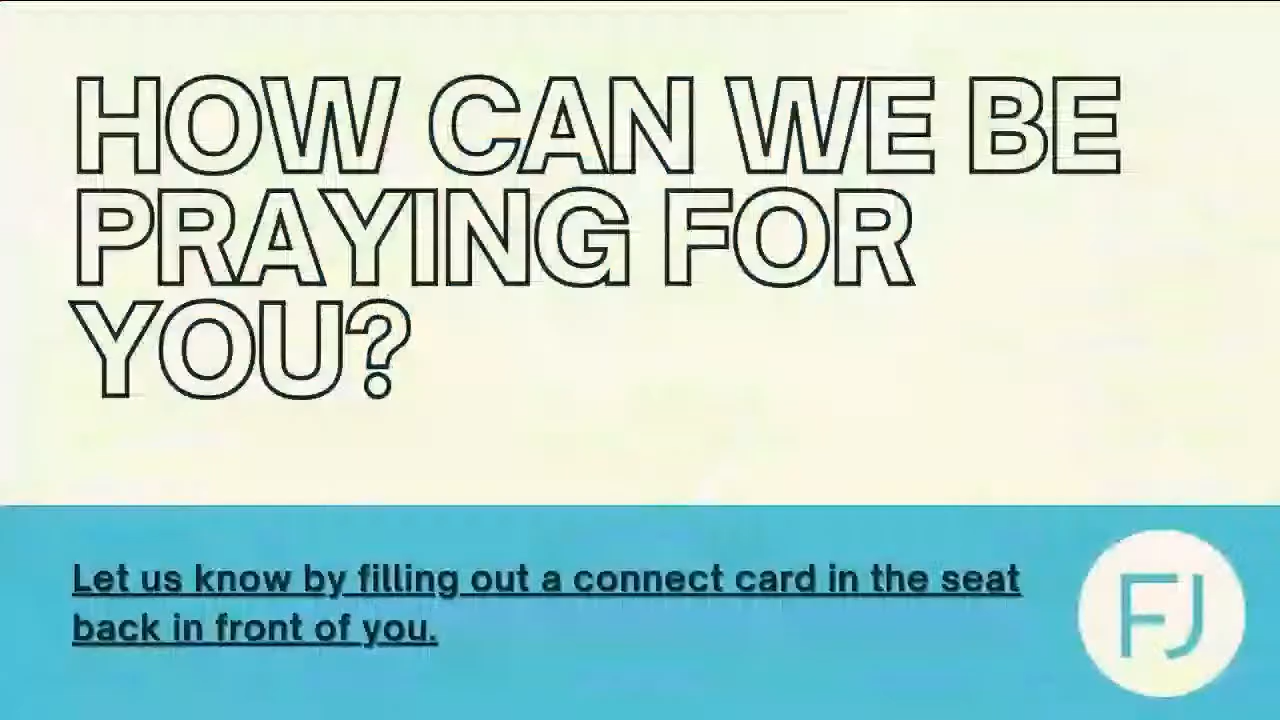 HOW CAN WE BE
PRAYING FOR
YOU?
Let us know by filling out a connect card in the seat
back in front of you.
FJ